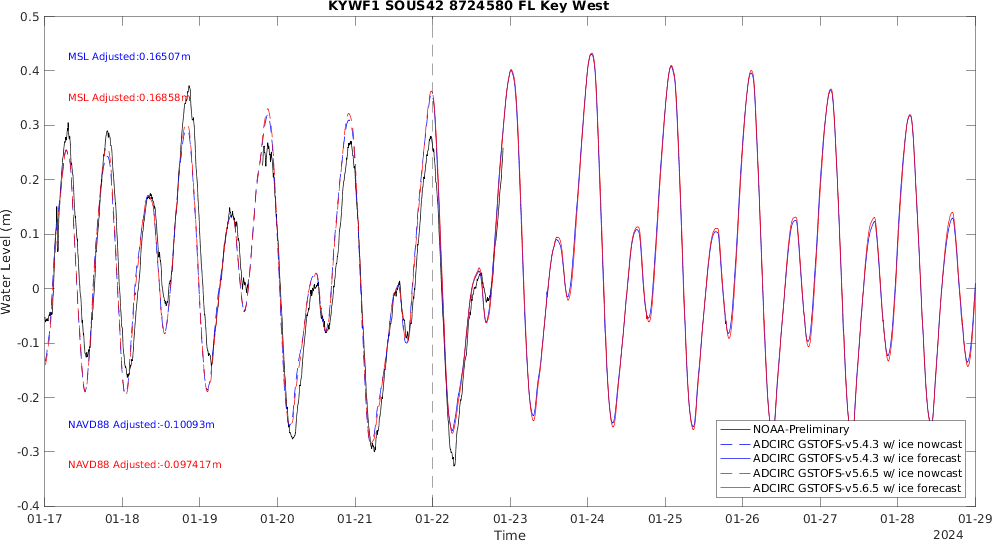 KYWF1 SOUS42 8724580 FL Key West
0.5
0.4
0.3
0.2
0.1
0
-0.1
-0.2
-0.3
-0.4
Water Level (m)
MSL Adjusted:0.16507m
MSL Adjusted:0.16858m
NAVD88 Adjusted:-0.10093m
NAVD88 Adjusted:-0.097417m
NOAA-Preliminary
ADCIRC GSTOFS-v5.4.3 w/ ice nowcast
ADCIRC GSTOFS-v5.4.3 w/ ice forecast
ADCIRC GSTOFS-v5.6.5 w/ ice nowcast
ADCIRC GSTOFS-v5.6.5 w/ ice forecast
01-17 01-18 01-19 01-20 01-21 01-22 01-23 01-24 01-25 01-26 01-27 01-28 01-29
Time
2024